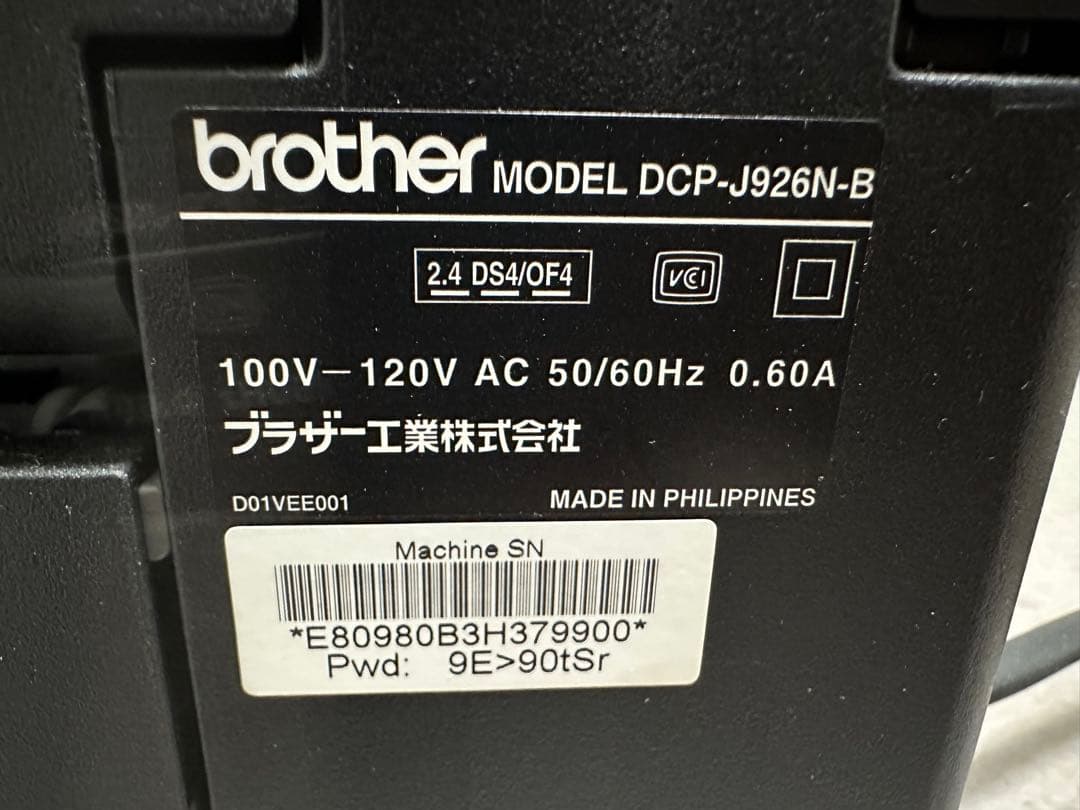 brother MODEL DCP-J926N-B
2.4 DS4/OF4
VCI
100V－120V AC 50/60Hz 0.60A
ブラザー工業株式会社
D01VEE001 MADE IN PHILIPPINES
Machine SN
*E80980B3H379900*
Pwd: 9E>90tSr